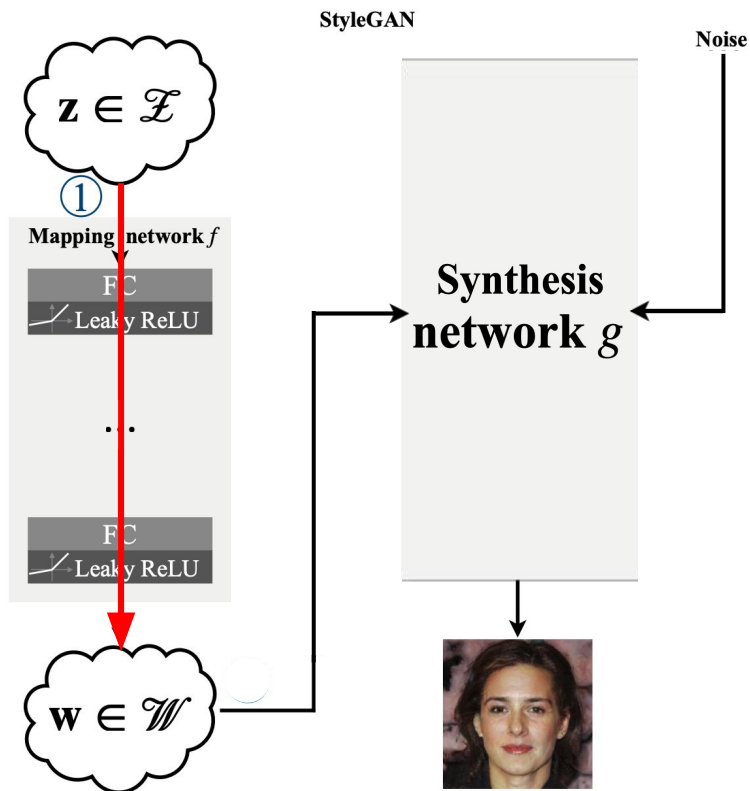 StyleGAN
Noise
z ∈ 𝒵
①
Mapping network f
FC
Leaky ReLU
...
FC
Leaky ReLU
w ∈ 𝒲
Synthesis
network g